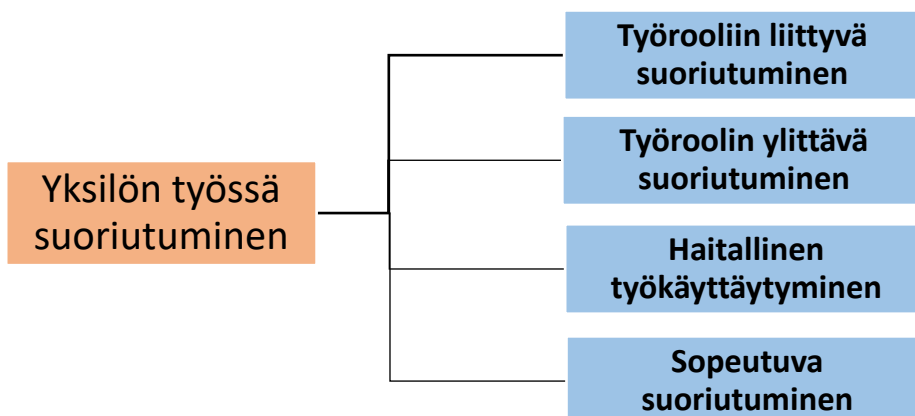 Yksilön työssä
suoriutuminen
Työrooliin liittyvä
suoriutuminen
Työroolin ylittävä
suoriutuminen
Haitallinen
työkäyttäytyminen
Sopeutuva
suoriutuminen